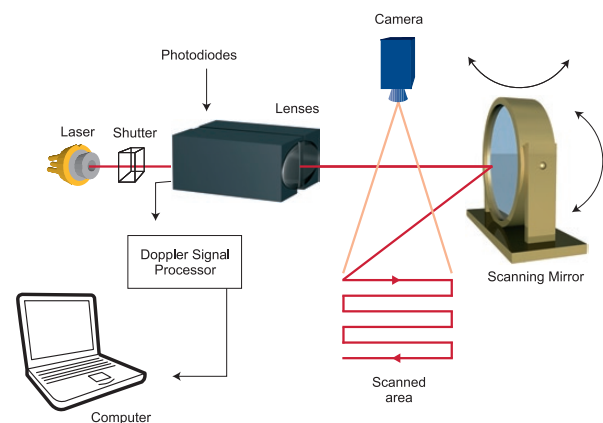 Camera
Photodiodes
Lenses
Laser
Shutter
Doppler Signal
Processor
Scanning Mirror
Scanned
area
Computer